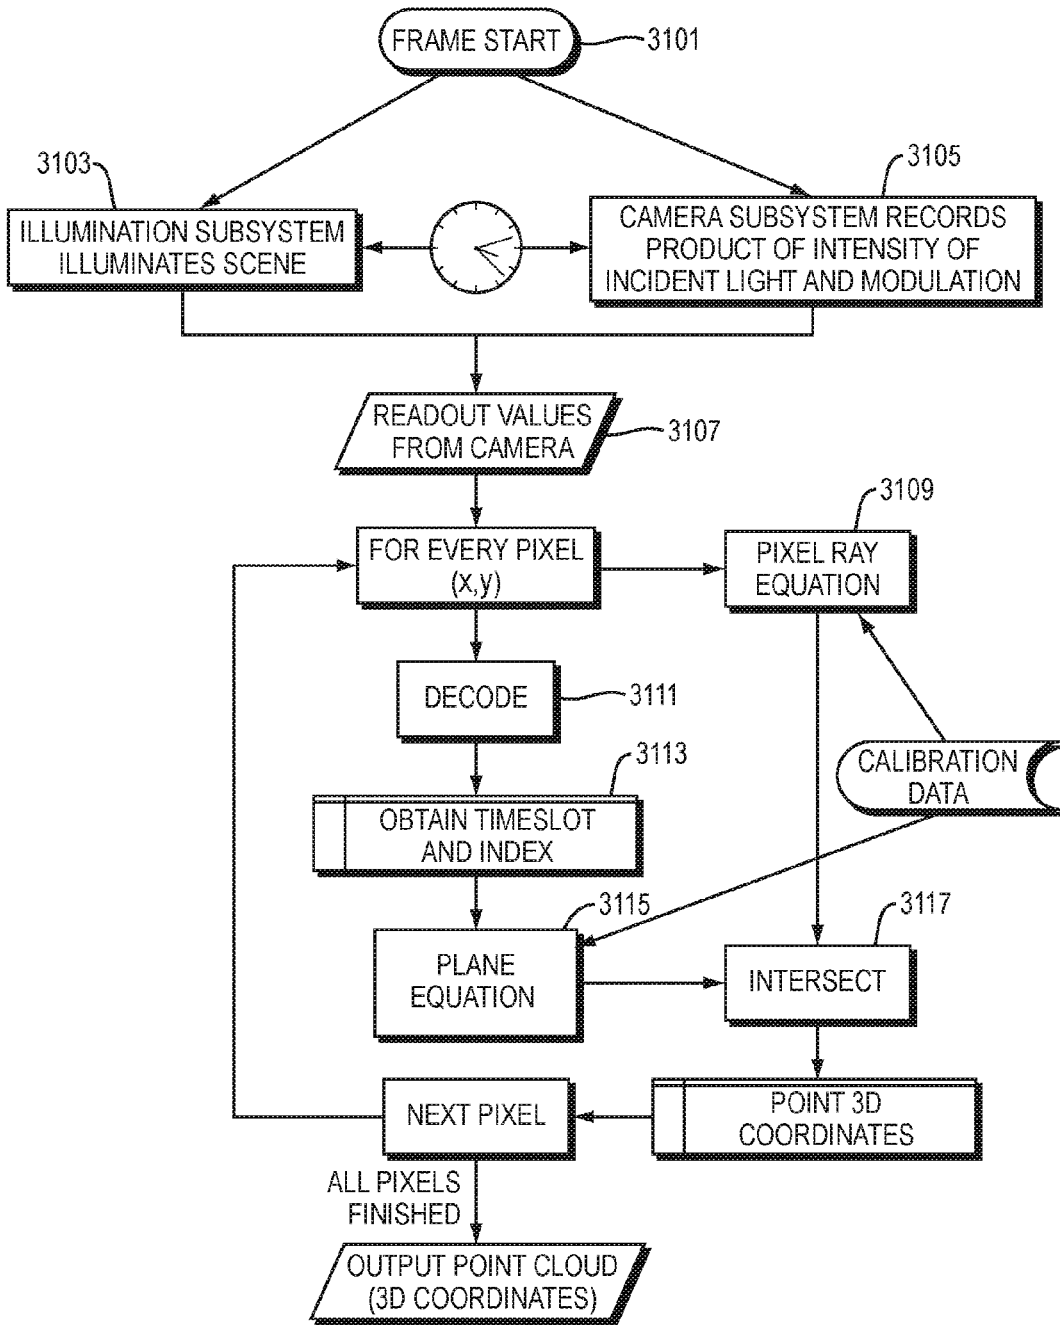 FRAME START
3101
3103
3105
ILLUMINATION SUBSYSTEM
ILLUMINATES SCENE
CAMERA SUBSYSTEM RECORDS
PRODUCT OF INTENSITY OF
INCIDENT LIGHT AND MODULATION
READOUT VALUES
FROM CAMERA
3107
3109
FOR EVERY PIXEL
(x,y)
PIXEL RAY
EQUATION
DECODE
3111
CALIBRATION
DATA
3113
OBTAIN TIMESLOT
AND INDEX
3115
3117
PLANE
EQUATION
INTERSECT
NEXT PIXEL
POINT 3D
COORDINATES
ALL PIXELS
FINISHED
OUTPUT POINT CLOUD
(3D COORDINATES)